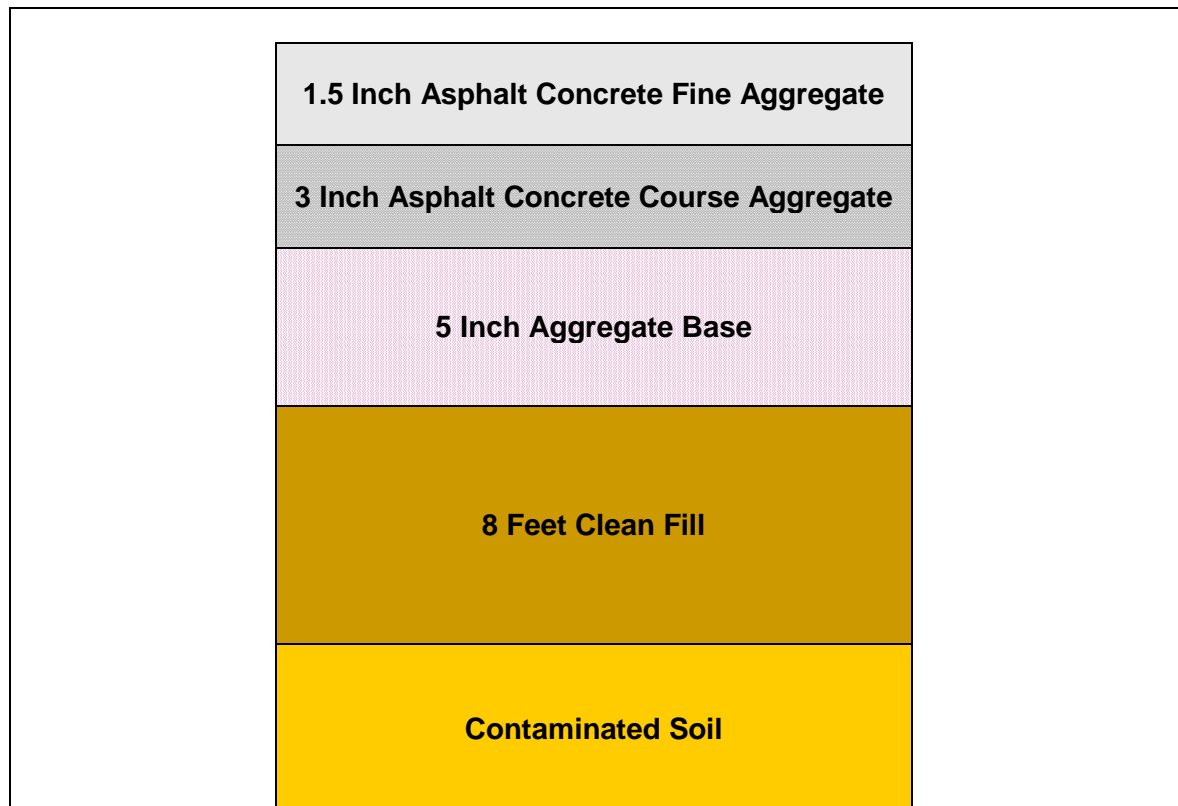 1.5 Inch Asphalt Concrete Fine Aggregate
3 Inch Asphalt Concrete Course Aggregate
5 Inch Aggregate Base
8 Feet Clean Fill
Contaminated Soil